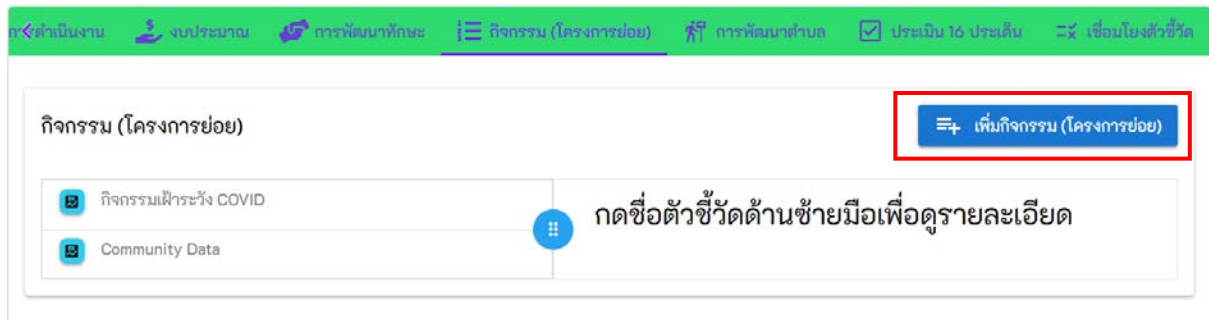 ดำเนินงาน งบประมาณ การพัฒนาทักษะ กิจกรรม (โครงการย่อย) การพัฒนาตำบล ประเมิน 16 ประเด็น เชื่อมโยงตัวชี้วัด
กิจกรรม (โครงการย่อย) เพิ่มกิจกรรม (โครงการย่อย)
กิจกรรมเฝ้าระวัง COVID
กดชื่อตัวชี้วัดด้านซ้ายมือเพื่อดูรายละเอียด
Community Data